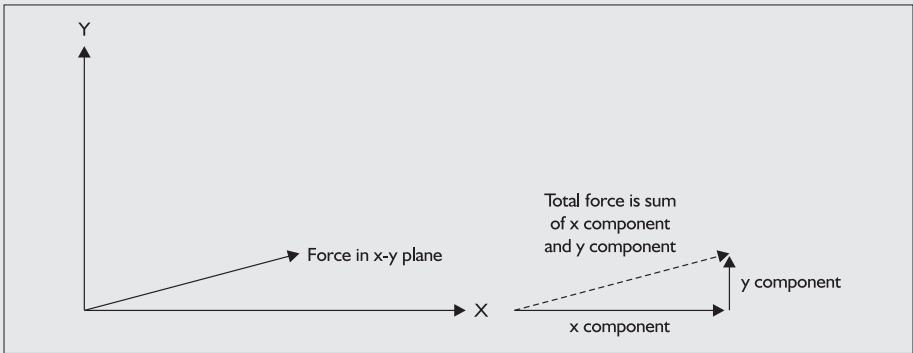 Y
Force in x-y plane
X
Total force is sum
of x component
and y component
y component
x component